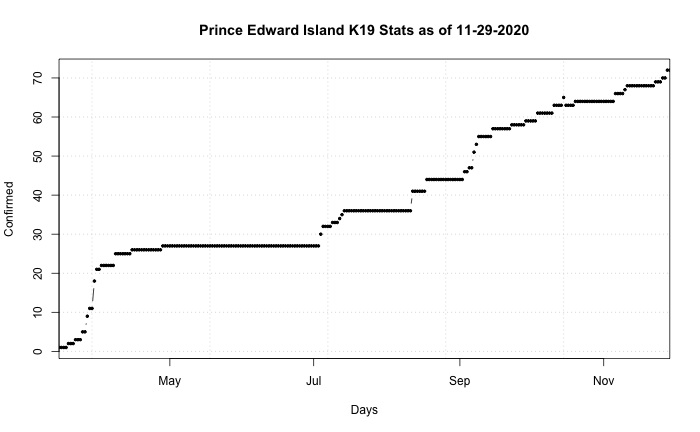 Prince Edward Island K19 Stats as of 11-29-2020
Confirmed
70
60
50
40
30
20
10
0
May Jul Sep Nov
Days